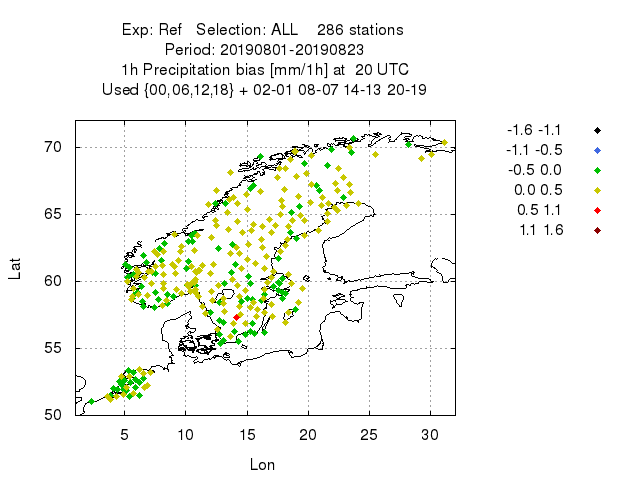 Exp: Ref   Selection: ALL    286 stations
Period: 20190801-20190823
1h Precipitation bias [mm/1h] at  20 UTC
Used {00,06,12,18} + 02-01 08-07 14-13 20-19
-1.6 -1.1
-1.1 -0.5
-0.5 0.0
0.0 0.5
0.5 1.1
1.1 1.6
70
65
60
55
50
Lat
5 10 15 20 25 30
Lon